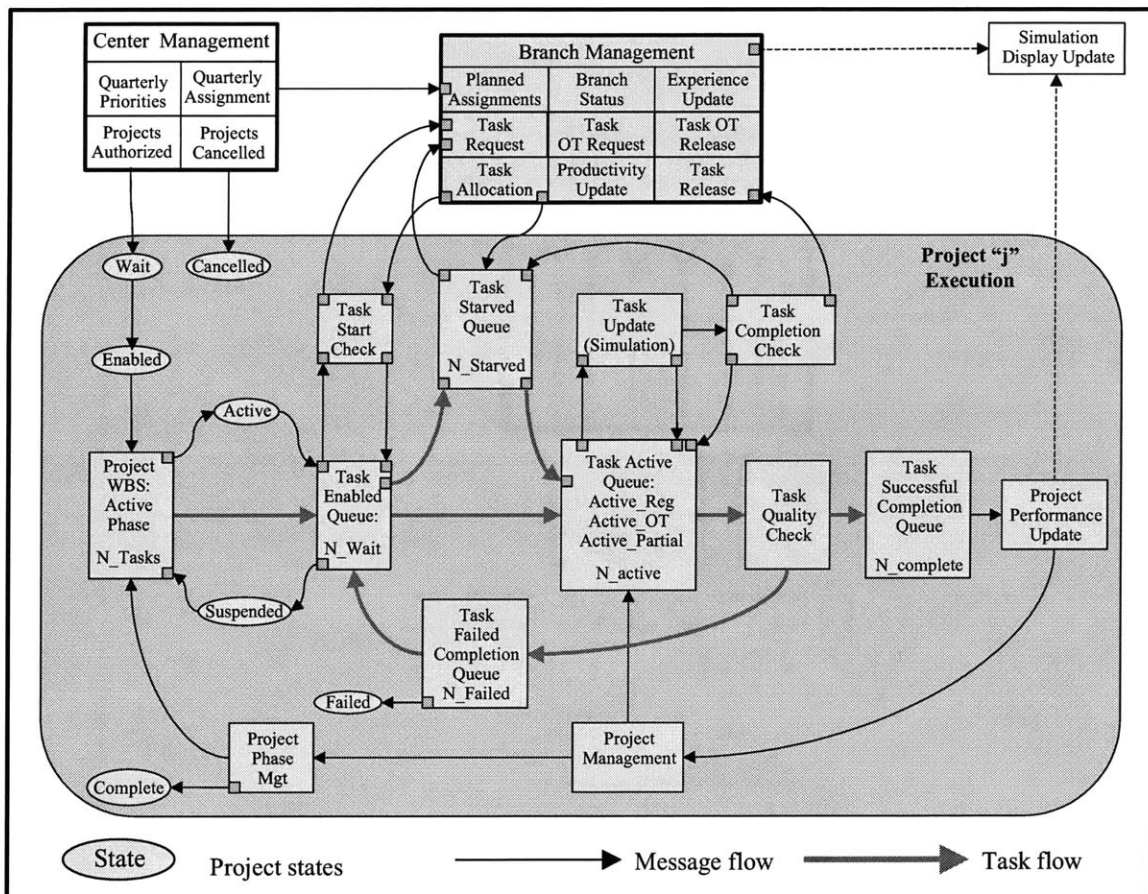 Center Management
Quarterly
Priorities
Quarterly
Assignment
Projects
Authorized
Projects
Cancelled
Branch Management
Planned
Assignments
Branch
Status
Experience
Update
Task
Request
Task
OT Request
Task OT
Release
Task
Allocation
Productivity
Update
Task
Release
Simulation
Display Update
Wait
Cancelled
Project “j”
Execution
Enabled
Task
Start
Check
Task
Starved
Queue
N_Starved
Task
Update
(Simulation)
Task
Completion
Check
Active
Project
WBS:
Active
Phase
N_Tasks
Task
Enabled
Queue:
N_Wait
Task Active
Queue:
Active_Reg
Active_OT
Active_Partial
N_active
Task
Quality
Check
Task
Successful
Completion
Queue
N_complete
Project
Performance
Update
Suspended
Task
Failed
Completion
Queue
N_Failed
Failed
Project
Phase
Mgt
Project
Management
Complete
State
Project states
Message flow
Task flow